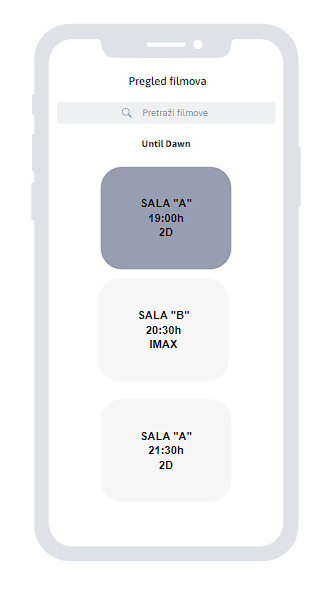 Pregled filmova
Pretraži filmove
Until Dawn
SALA "A"
19:00h
2D
SALA "B"
20:30h
IMAX
SALA "A"
21:30h
2D